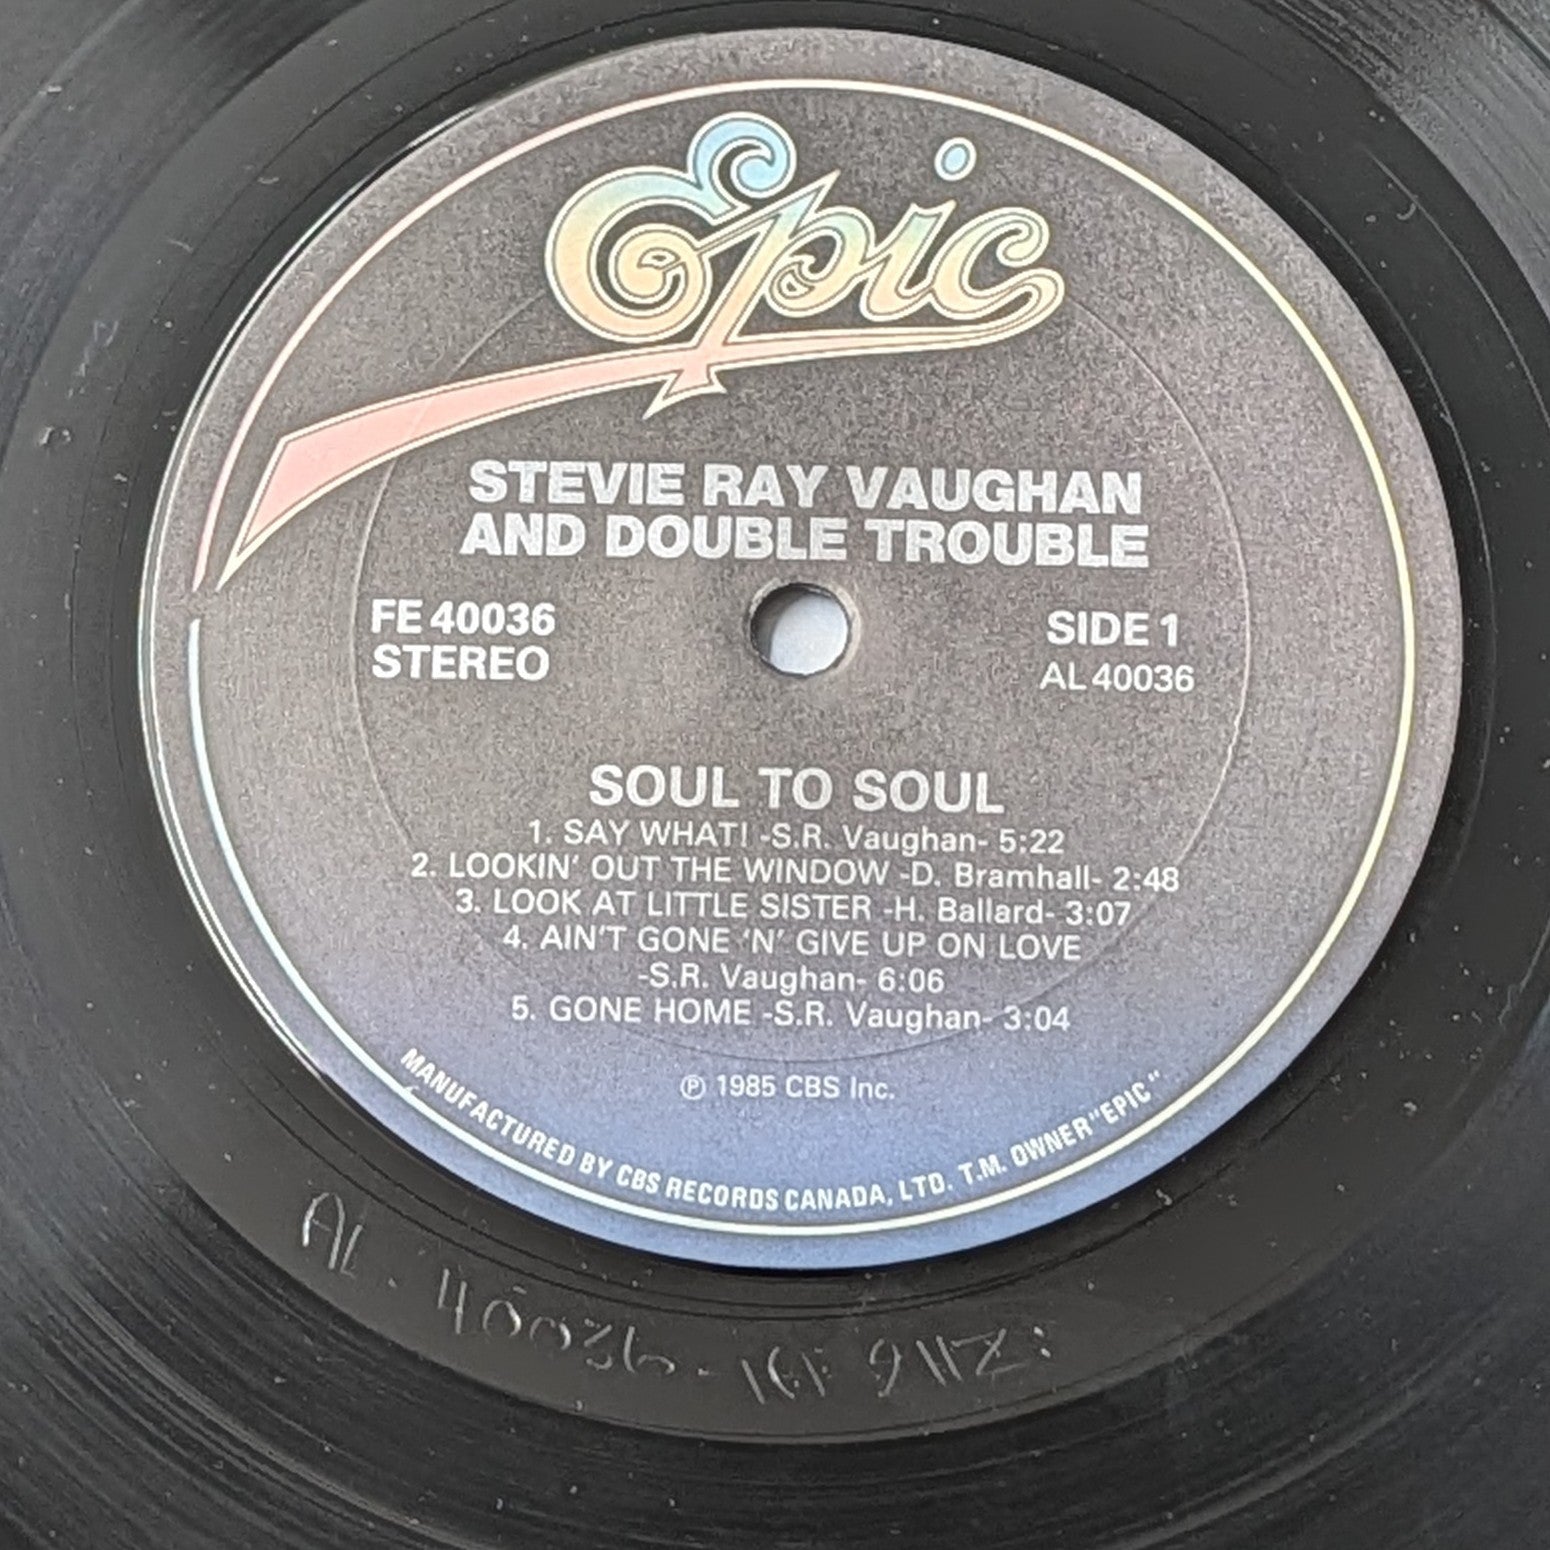 Epic
STEVIE RAY VAUGHAN
AND DOUBLE TROUBLE
FE 40036
STEREO
SIDE 1
AL 40036
SOUL TO SOUL
1. SAY WHAT! -S.R. Vaughan- 5:22
2. LOOKIN' OUT THE WINDOW -D. Bramhall- 2:48
3. LOOK AT LITTLE SISTER -H. Ballard- 3:07
4. AIN'T GONE 'N' GIVE UP ON LOVE
-S.R. Vaughan- 6:06
5. GONE HOME -S.R. Vaughan- 3:04
℗ 1985 CBS Inc.
MANUFACTURED BY CBS RECORDS CANADA, LTD. T.M. OWNER "EPIC"
AL-40036-